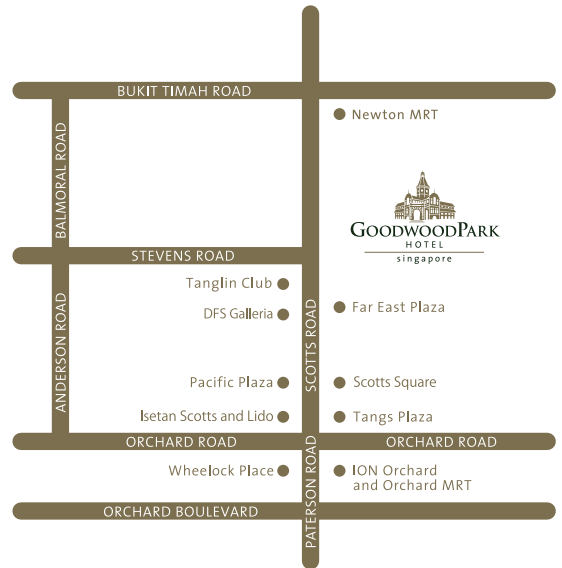 BUKIT TIMAH ROAD
Newton MRT
BALMORAL ROAD
GOODWOODPARK
HOTEL
singapore
STEVENS ROAD
Tanglin Club
DFS Galleria
Far East Plaza
ANDERSON ROAD
SCOTTS ROAD
Pacific Plaza
Scotts Square
Isetan Scotts and Lido
Tangs Plaza
ORCHARD ROAD
ORCHARD ROAD
Wheelock Place
ION Orchard
and Orchard MRT
PATERSON ROAD
ORCHARD BOULEVARD